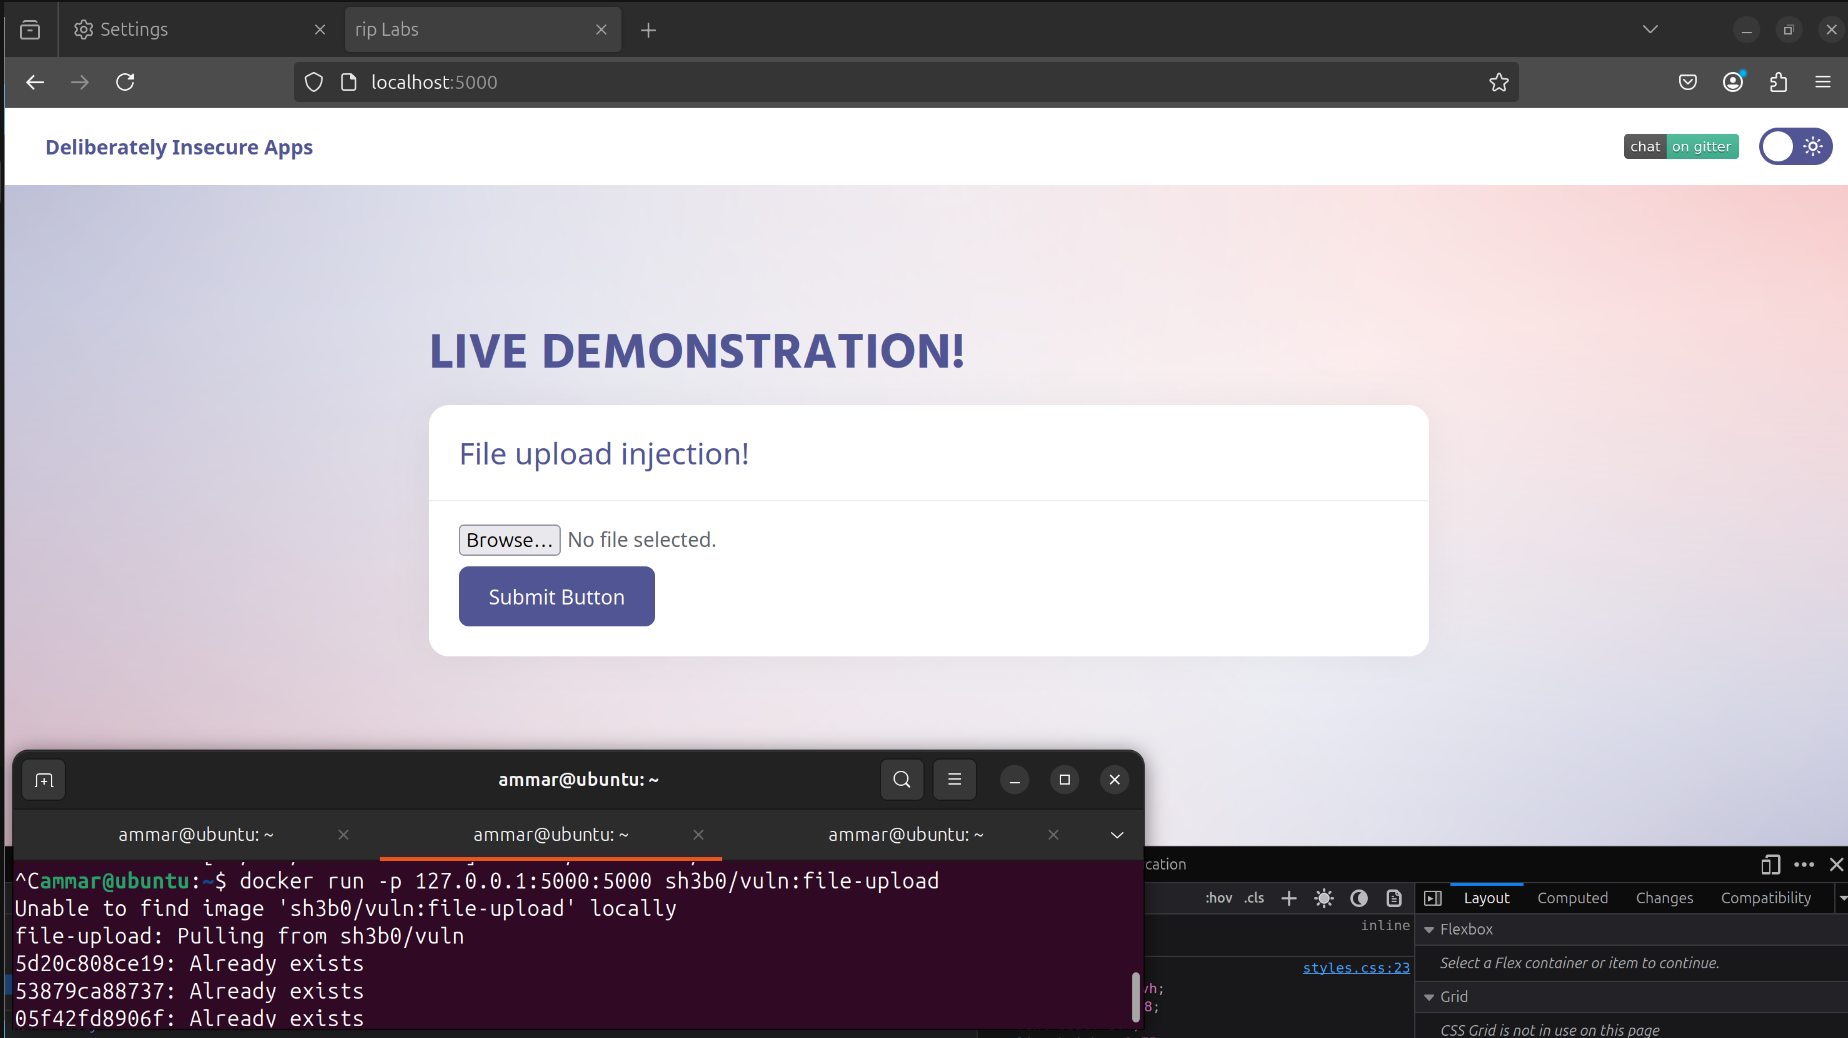 Settings
rip Labs
localhost:5000
Deliberately Insecure Apps
chat on gitter
LIVE DEMONSTRATION!
File upload injection!
Browse… No file selected.
Submit Button
ammar@ubuntu: ~
ammar@ubuntu: ~ ammar@ubuntu: ~ ammar@ubuntu: ~
^Cammar@ubuntu:~$ docker run -p 127.0.0.1:5000:5000 sh3b0/vuln:file-upload
Unable to find image 'sh3b0/vuln:file-upload' locally
file-upload: Pulling from sh3b0/vuln
5d20c808ce19: Already exists
53879ca88737: Already exists
05f42fd8906f: Already exists
cation
:hov .cls + Layout Computed Changes Compatibility
inline
Flexbox
styles.css:23
Select a Flex container or item to continue.
vh;
Grid
8;
CSS Grid is not in use on this page